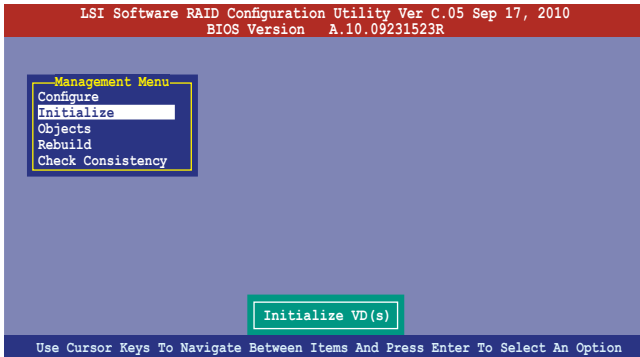 LSI Software RAID Configuration Utility Ver C.05 Sep 17, 2010
BIOS Version A.10.09231523R
Management Menu
Configure
Initialize
Objects
Rebuild
Check Consistency
Initialize VD(s)
Use Cursor Keys To Navigate Between Items And Press Enter To Select An Option